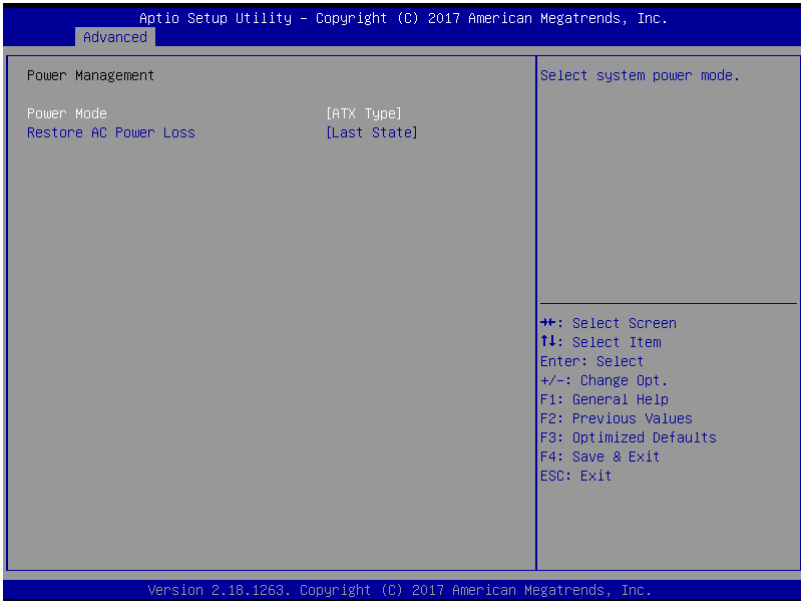 Aptio Setup Utility – Copyright (C) 2017 American Megatrends, Inc.
Advanced
Power Management
Power Mode [ATX Type]
Restore AC Power Loss [Last State]
Select system power mode.
→←: Select Screen
↑↓: Select Item
Enter: Select
+/-: Change Opt.
F1: General Help
F2: Previous Values
F3: Optimized Defaults
F4: Save & Exit
ESC: Exit
Version 2.18.1263. Copyright (C) 2017 American Megatrends, Inc.